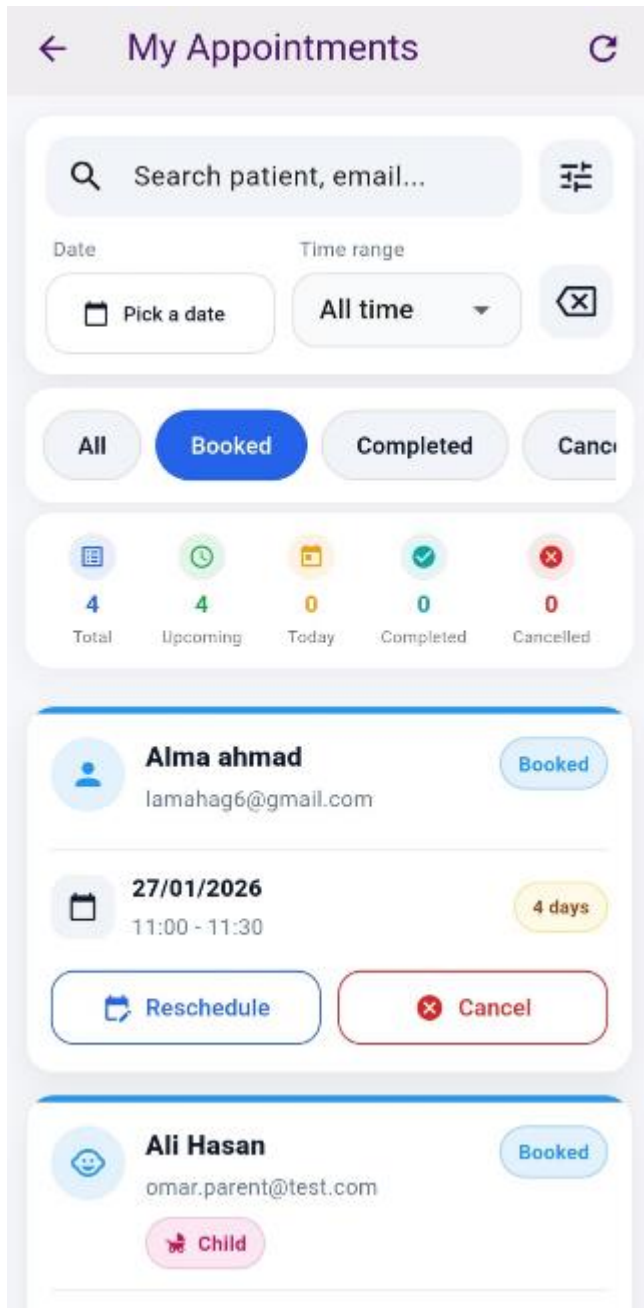 My Appointments
Search patient, email...
Date
Time range
Pick a date
All time
All
Booked
Completed
4
4
0
0
0
Total
Upcoming
Today
Completed
Cancelled
Alma ahmad
Booked
lamahag6@gmail.com
27/01/2026
4 days
11:00 - 11:30
Reschedule
Cancel
Ali Hasan
Booked
omar.parent@test.com
Child